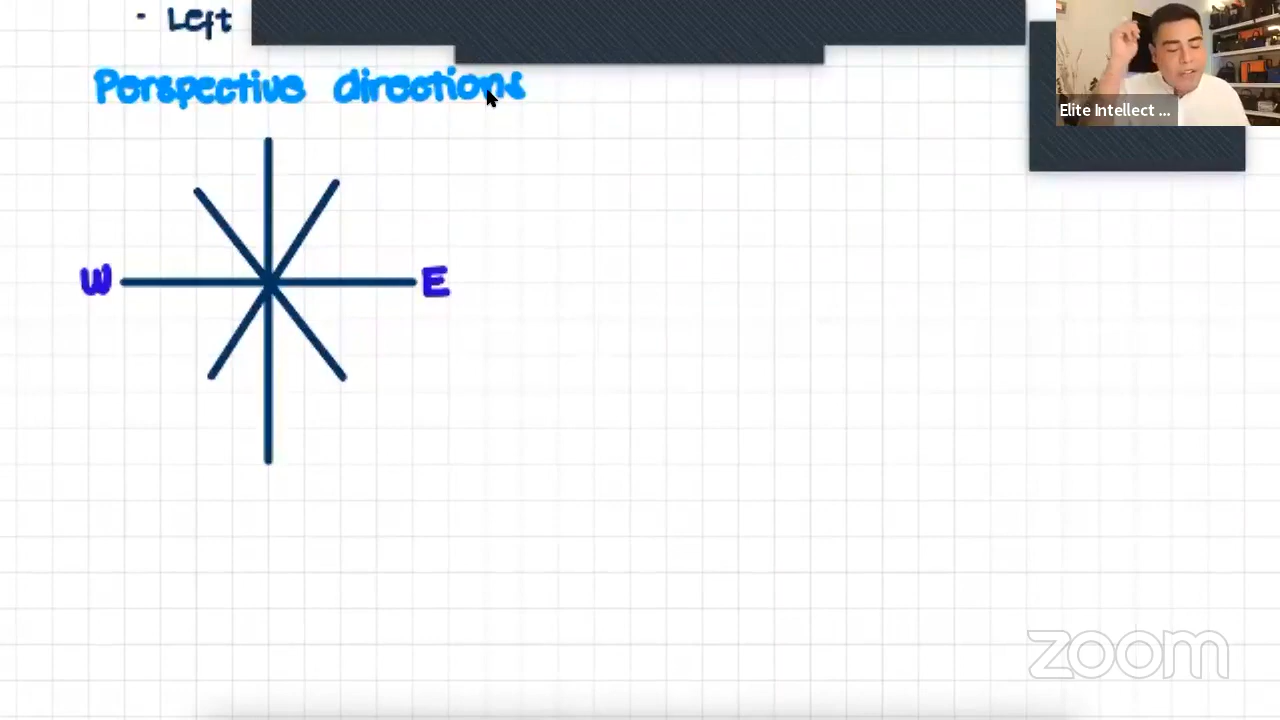 · Left
Perspective directions
Elite Intellect ...
W
E
zoom